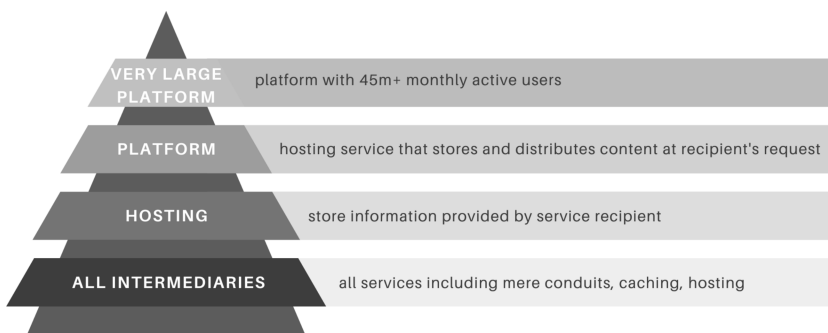 VERY LARGE
PLATFORM
platform with 45m+ monthly active users
PLATFORM
hosting service that stores and distributes content at recipient's request
HOSTING
store information provided by service recipient
ALL INTERMEDIARIES
all services including mere conduits, caching, hosting